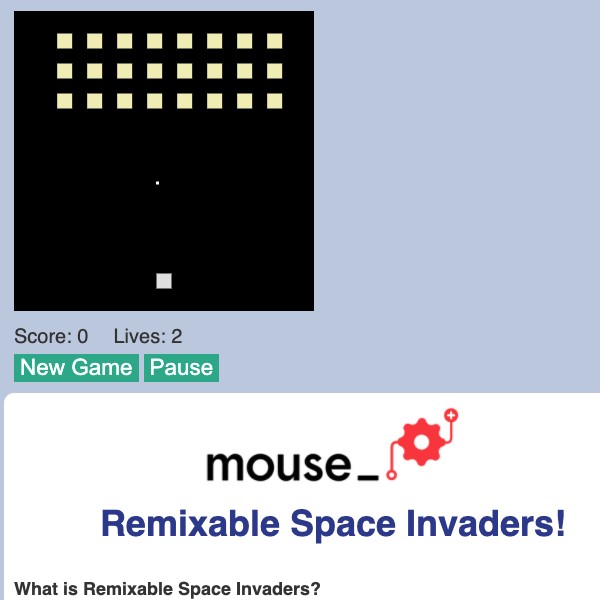 Score: 0 Lives: 2
New Game Pause
mouse_
Remixable Space Invaders!
What is Remixable Space Invaders?